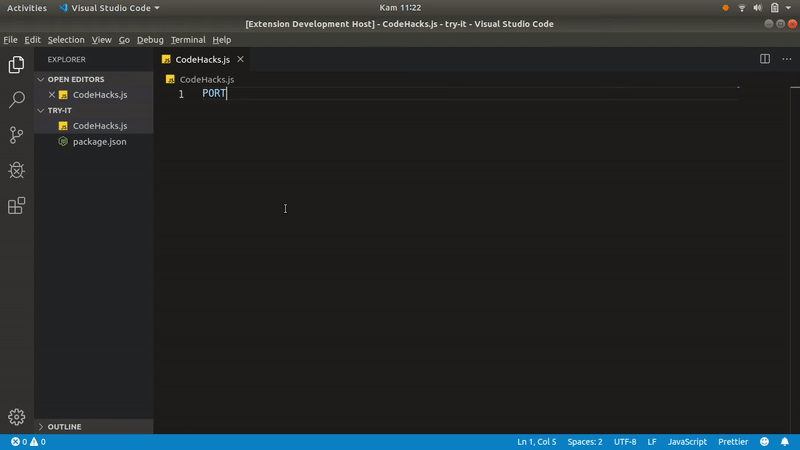 Activities Visual Studio Code Kam 11:22
[Extension Development Host] - CodeHacks.js - try-it - Visual Studio Code
File Edit Selection View Go Debug Terminal Help
EXPLORER
OPEN EDITORS
CodeHacks.js
TRY-IT
CodeHacks.js
package.json
OUTLINE
JS CodeHacks.js
JS CodeHacks.js
1 PORT
0 0 Ln 1, Col 5 Spaces: 2 UTF-8 LF JavaScript Prettier